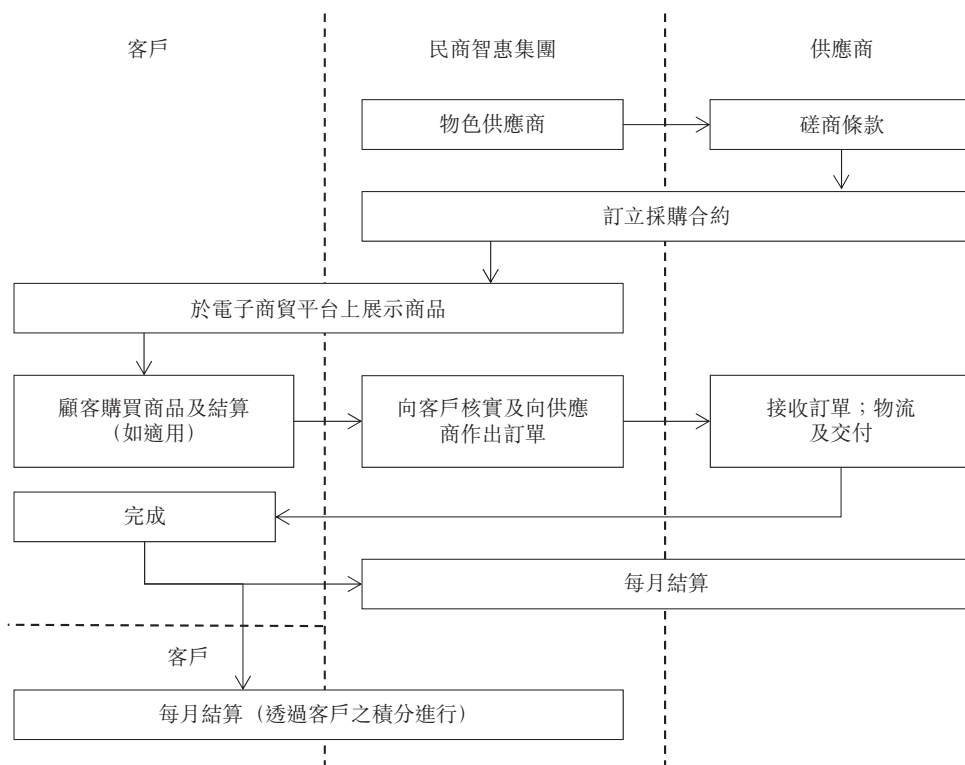 客戶
民商智惠集團
供應商
物色供應商
磋商條款
訂立採購合約
於電子商貿平台上展示商品
顧客購買商品及結算
（如適用）
向客戶核實及向供應
商作出訂單
接收訂單；物流
及交付
完成
每月結算
客戶
每月結算（透過客戶之積分進行）